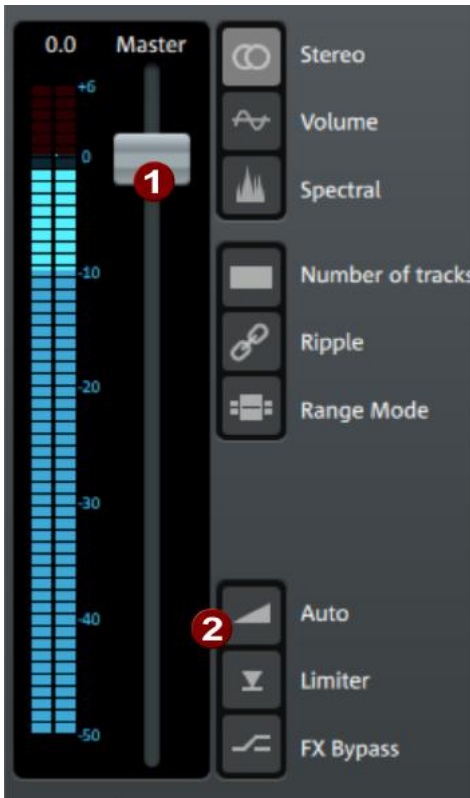 0.0 Master
+6
0
-10
-20
-30
-40
-50
1
2
Stereo
Volume
Spectral
Number of tracks
Ripple
Range Mode
Auto
Limiter
FX Bypass